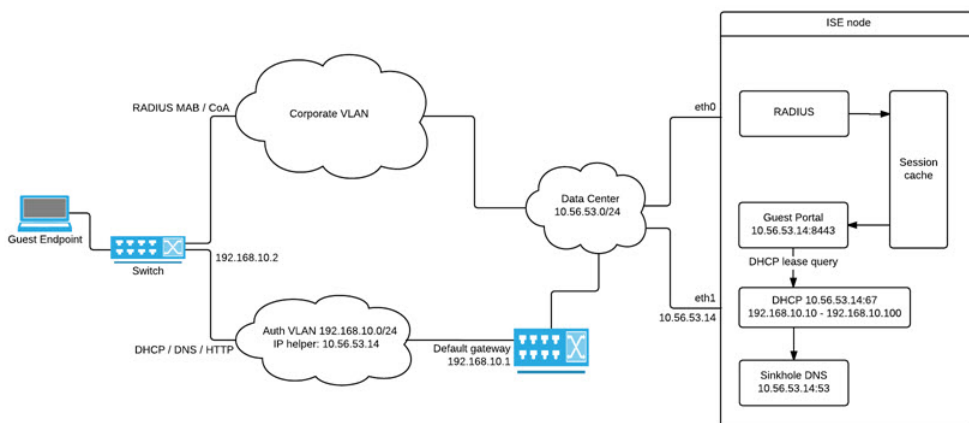 ISE node
RADIUS MAB / CoA
Corporate VLAN
eth0
RADIUS
Session
cache
Data Center
10.56.53.0/24
Guest Portal
10.56.53.14:8443
Guest Endpoint
Switch
192.168.10.2
DHCP lease query
eth1
10.56.53.14
DHCP 10.56.53.14:67
192.168.10.10 - 192.168.10.100
Auth VLAN 192.168.10.0/24
IP helper: 10.56.53.14
DHCP / DNS / HTTP
Default gateway
192.168.10.1
Sinkhole DNS
10.56.53.14:53